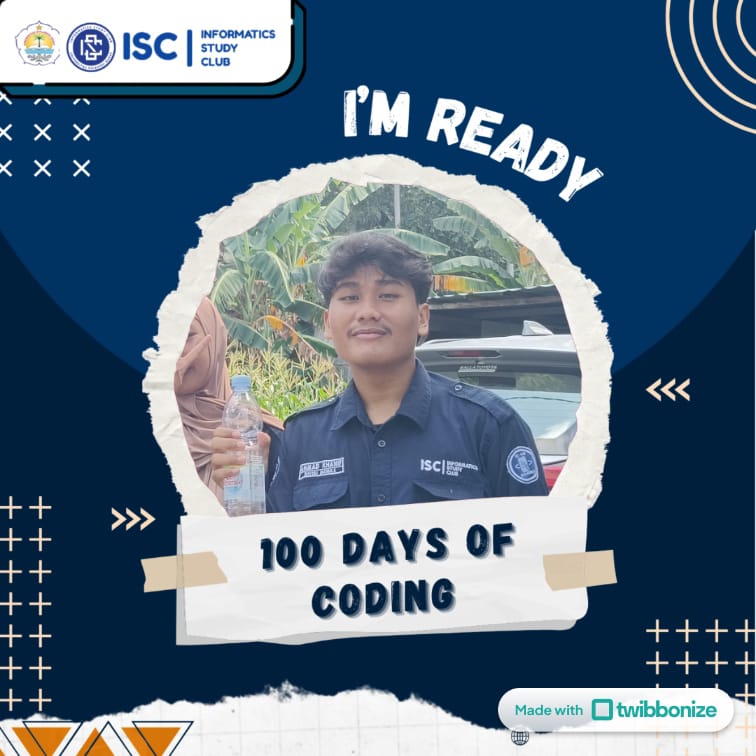 ISC | INFORMATICS
STUDY
CLUB
I'M READY
ISC | INFORMATICS
STUDY
CLUB
100 DAYS OF
CODING
Made with twibbonize